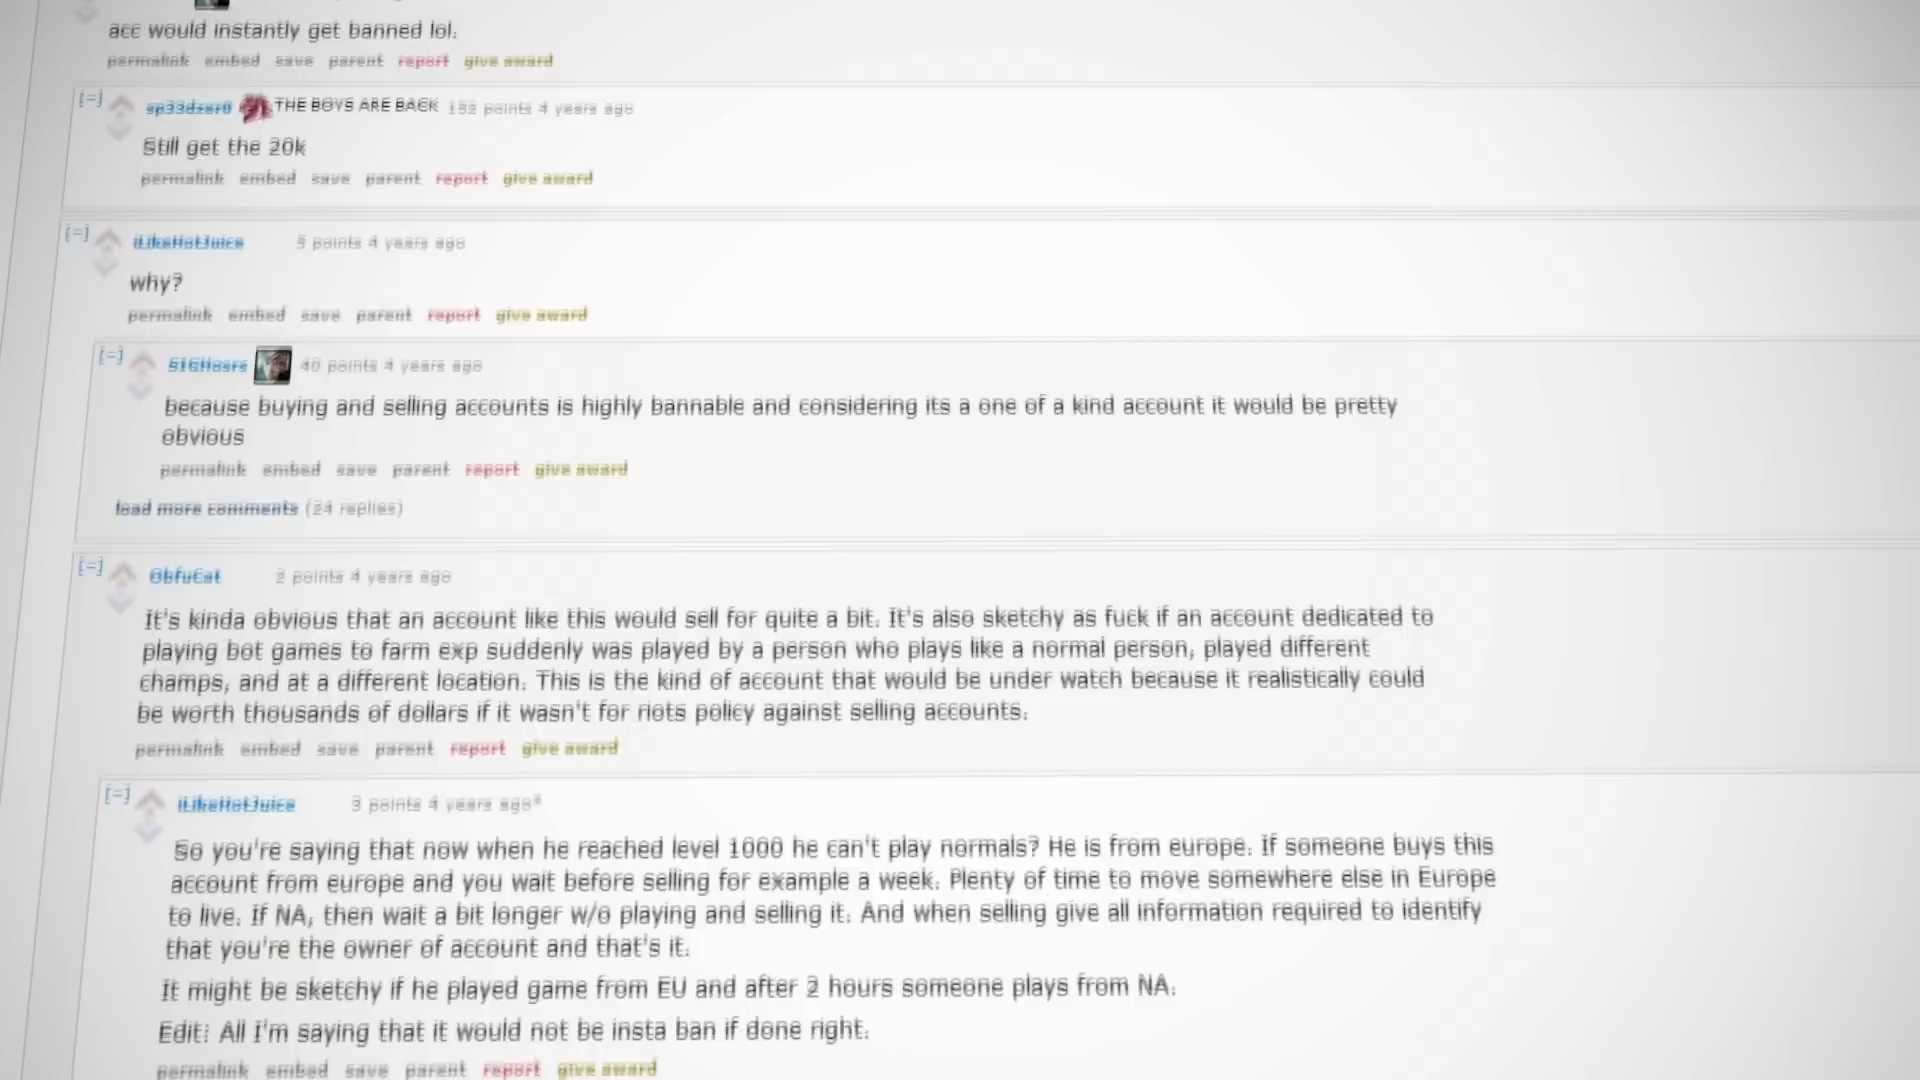 acc would instantly get banned lol.
permalink embed save parent report give award
[–] sp33dzer0 THE BOYS ARE BACK 152 points 4 years ago
Still get the 20k
permalink embed save parent report give award
[–] iLikeHotJuice 5 points 4 years ago
why?
permalink embed save parent report give award
[–] 40 points 4 years ago
because buying and selling accounts is highly bannable and considering its a one of a kind account it would be pretty
obvious
permalink embed save parent report give award
load more comments (24 replies)
[–] ObfuCat 2 points 4 years ago
It's kinda obvious that an account like this would sell for quite a bit. It's also sketchy as fuck if an account dedicated to
playing bot games to farm exp suddenly was played by a person who plays like a normal person, played different
champs, and at a different location. This is the kind of account that would be under watch because it realistically could
be worth thousands of dollars if it wasn't for riots policy against selling accounts.
permalink embed save parent report give award
[–] iLikeHotJuice 3 points 4 years ago*
So you're saying that now when he reached level 1000 he can't play normals? He is from europe. If someone buys this
account from europe and you wait before selling for example a week. Plenty of time to move somewhere else in Europe
to live. If NA, then wait a bit longer w/o playing and selling it. And when selling give all information required to identify
that you're the owner of account and that's it.
It might be sketchy if he played game from EU and after 2 hours someone plays from NA.
Edit: All I'm saying that it would not be insta ban if done right.
permalink embed save parent report give award